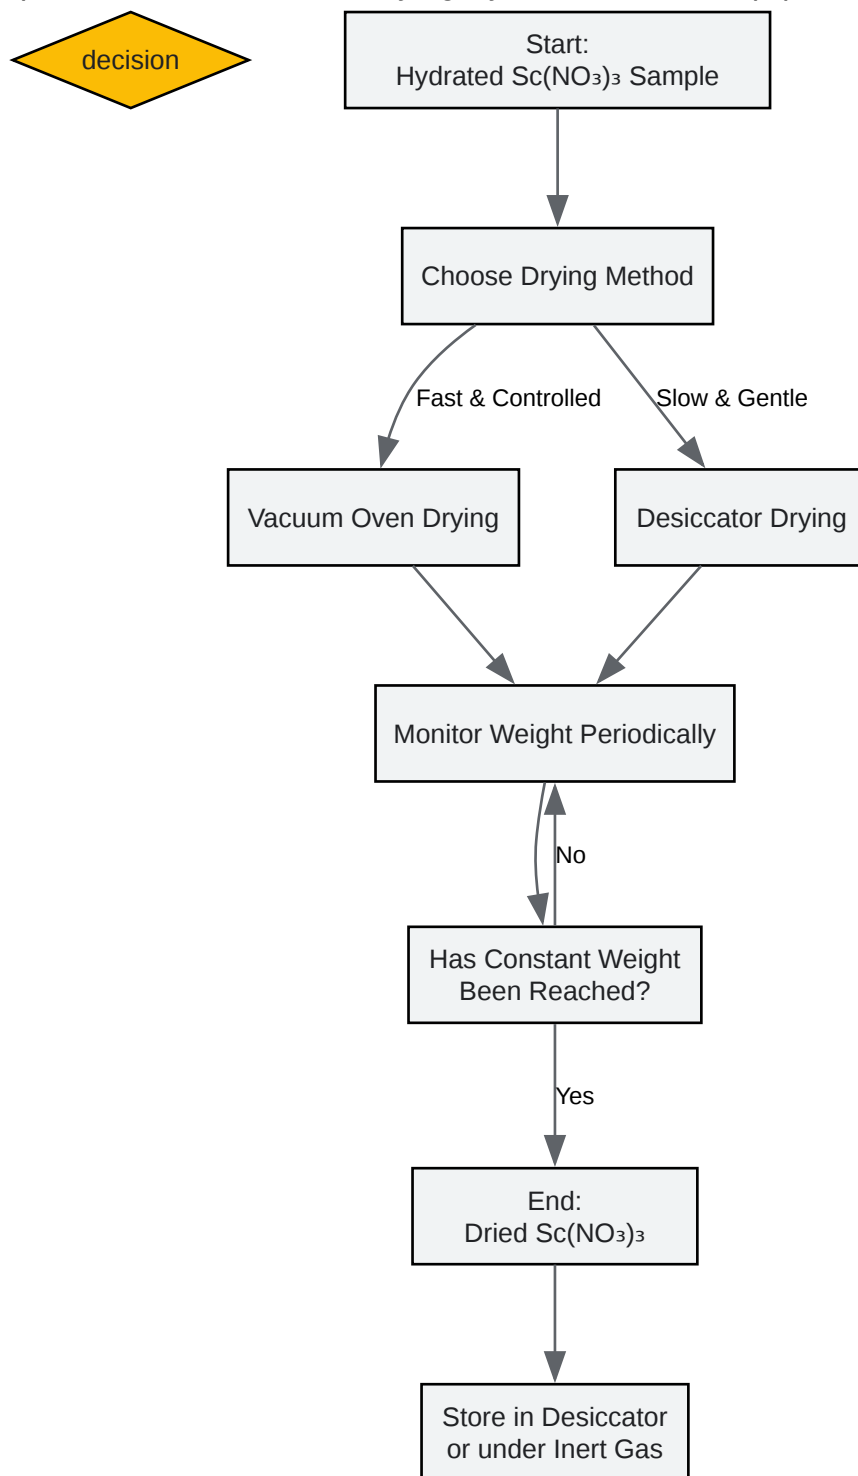 decision
Start:
Hydrated Sc(NO₃)₃ Sample
Choose Drying Method
Fast & Controlled
Slow & Gentle
Vacuum Oven Drying
Desiccator Drying
Monitor Weight Periodically
No
Has Constant Weight
Been Reached?
Yes
End:
Dried Sc(NO₃)₃
Store in Desiccator
or under Inert Gas